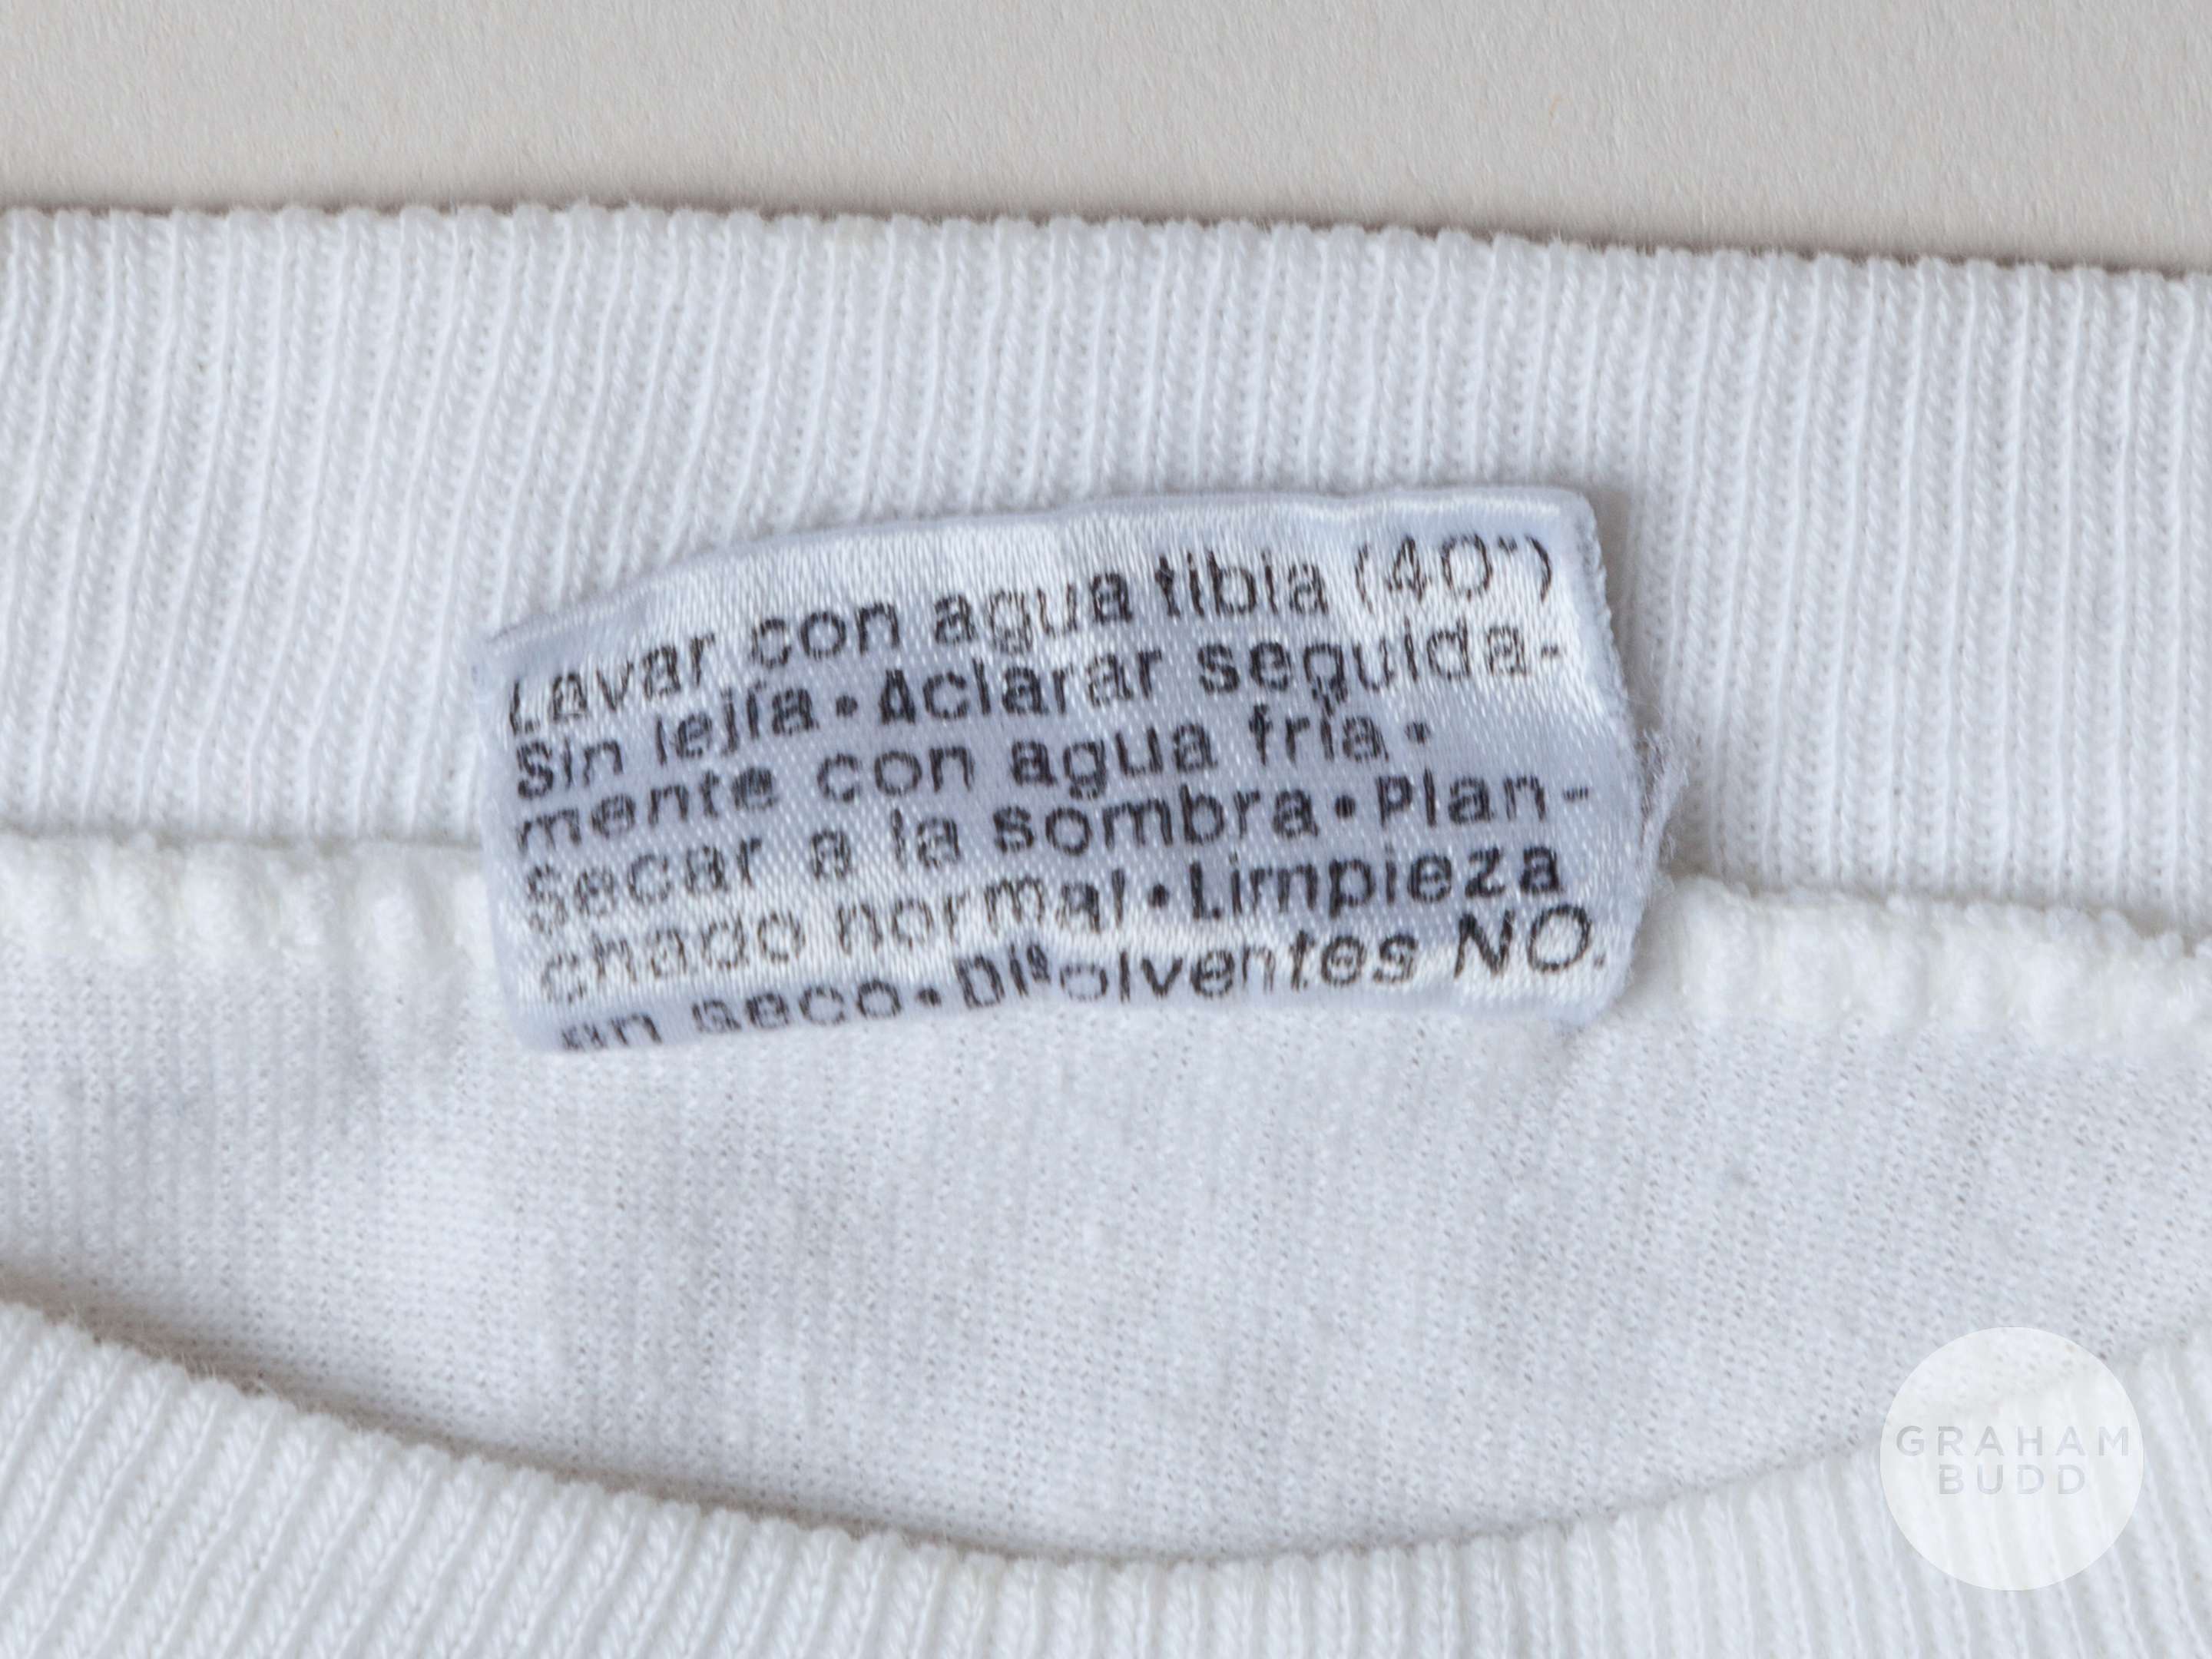 Lavar con agua tibia (40°)
Sin lejía • Aclarar seguida-
mente con agua fría •
Secar a la sombra • Plan-
chado normal • Limpieza
en seco • Disolventes NO.
GRAHAM
BUDD